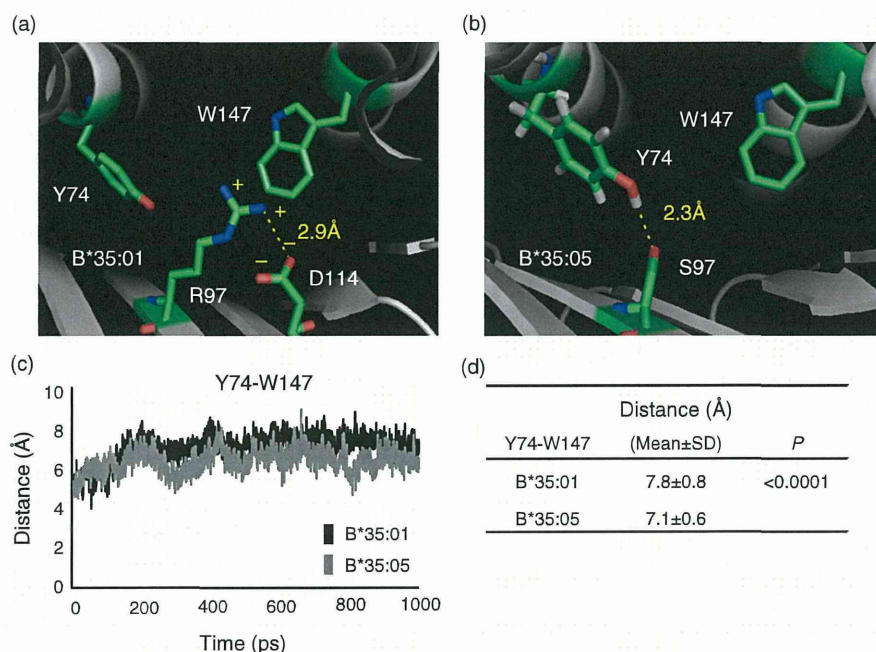 (a)
W147
Y74
+
+
2.9Å
−
−
B*35:01
R97
D114
(b)
W147
Y74
2.3Å
B*35:05
S97
(c)
Y74-W147
10
8
6
4
2
0
Distance (Å)
B*35:01
B*35:05
0 200 400 600 800 1000
Time (ps)
(d)
Distance (Å)
Y74-W147 (Mean±SD) P
B*35:01 7.8±0.8 <0.0001
B*35:05 7.1±0.6